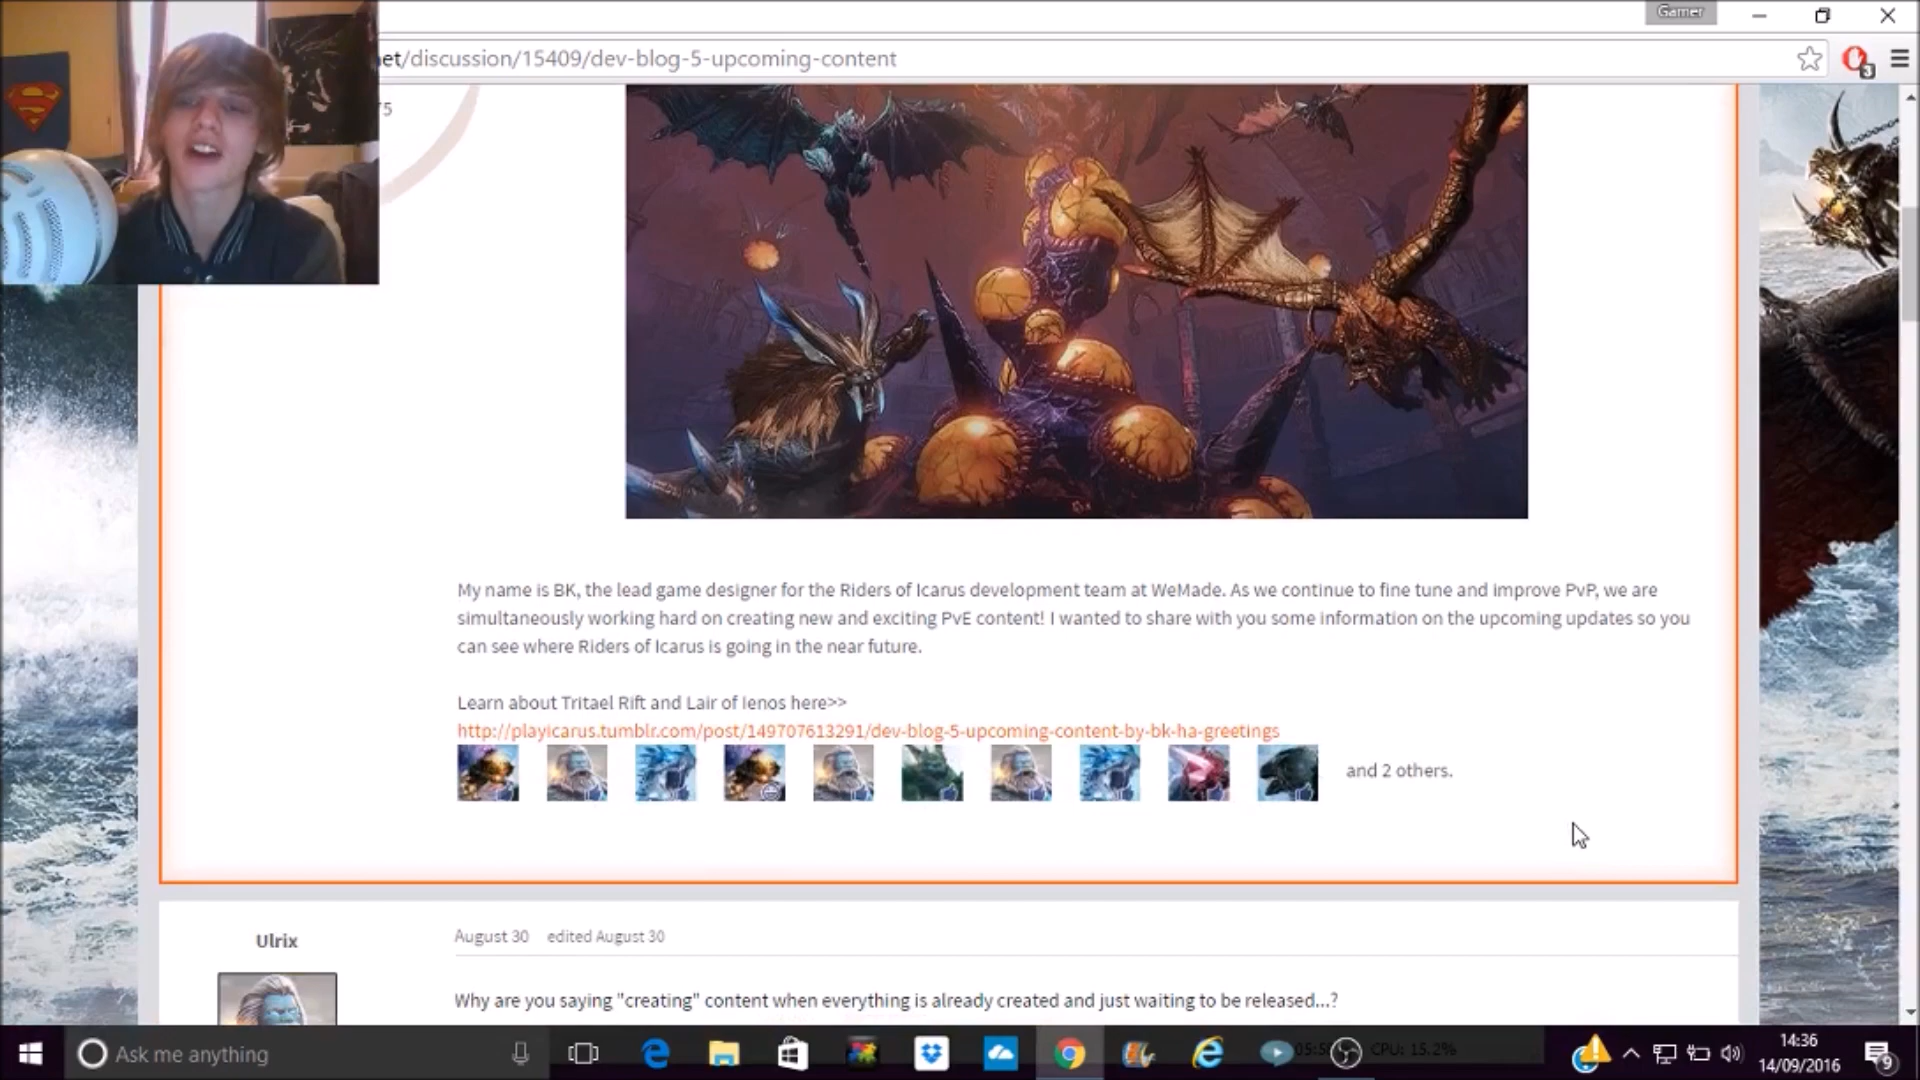 Gamer
et/discussion/15409/dev-blog-5-upcoming-content
3
75
My name is BK, the lead game designer for the Riders of Icarus development team at WeMade. As we continue to fine tune and improve PvP, we are
simultaneously working hard on creating new and exciting PvE content! I wanted to share with you some information on the upcoming updates so you
can see where Riders of Icarus is going in the near future.
Learn about Tritael Rift and Lair of Ienos here>>
http://playicarus.tumblr.com/post/149707613291/dev-blog-5-upcoming-content-by-bk-ha-greetings
and 2 others.
Ulrix
August 30 edited August 30
Why are you saying "creating" content when everything is already created and just waiting to be released...?
Ask me anything
CPU: 15.2%
14:36
14/09/2016
9